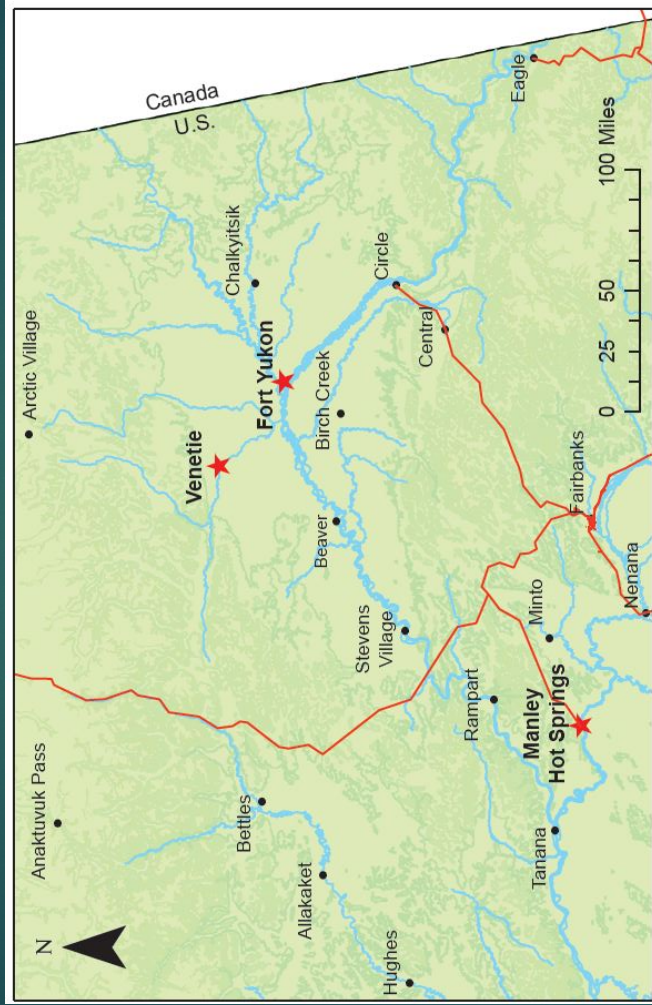 Anaktuvuk Pass
Arctic Village
N
Canada
U.S.
Venetie
Chalkyitsik
Bettles
Fort Yukon
Allakaket
Birch Creek
Beaver
Circle
Stevens
Village
Hughes
Central
Rampart
Eagle
Manley
Hot Springs
Minto
Tanana
Fairbanks
0 25 50 100 Miles
Nenana